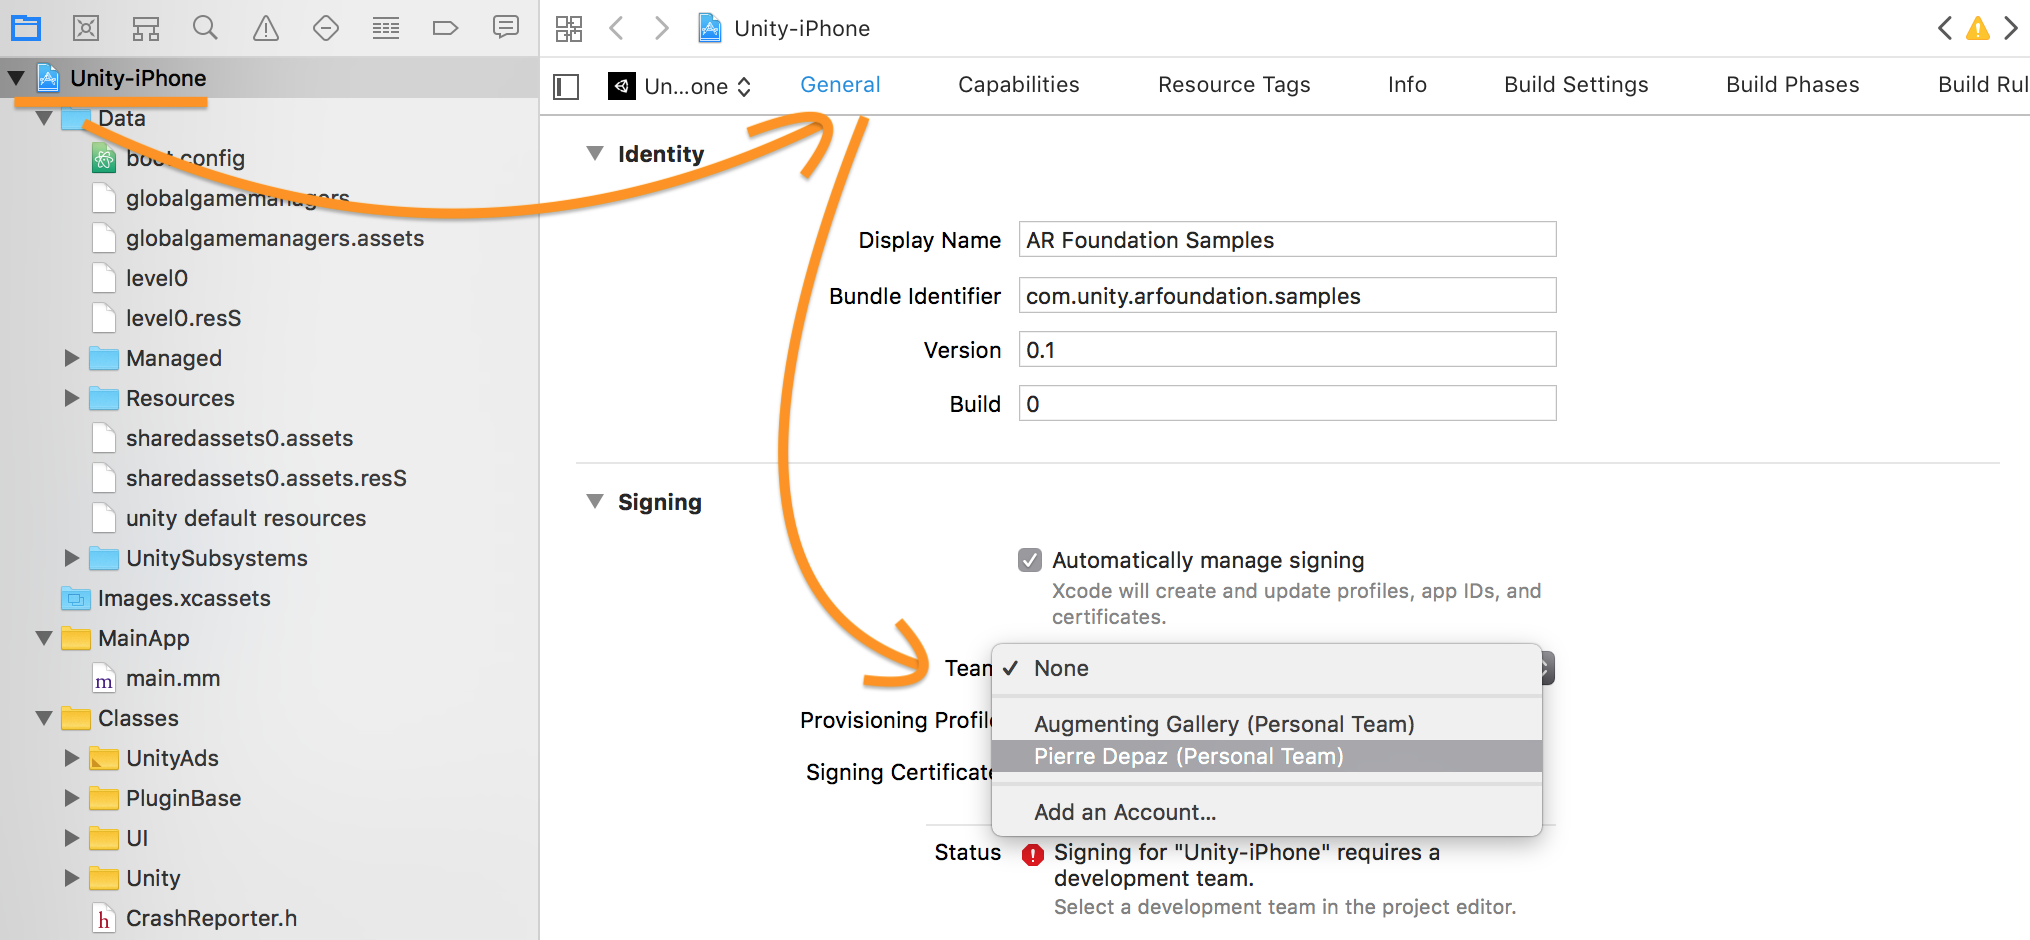 Unity-iPhone
Data
boot.config
globalgamemanagers
globalgamemanagers.assets
level0
level0.resS
Managed
Resources
sharedassets0.assets
sharedassets0.assets.resS
unity default resources
UnitySubsystems
Images.xcassets
MainApp
m main.mm
Classes
UnityAds
PluginBase
UI
Unity
h CrashReporter.h
Unity-iPhone
Un...one General Capabilities Resource Tags Info Build Settings Build Phases Build Rul
Identity
Display Name AR Foundation Samples
Bundle Identifier com.unity.arfoundation.samples
Version 0.1
Build 0
Signing
Automatically manage signing
Xcode will create and update profiles, app IDs, and
certificates.
Team ✓ None
Provisioning Profile Augmenting Gallery (Personal Team)
Pierre Depaz (Personal Team)
Signing Certificate
Add an Account...
Status Signing for "Unity-iPhone" requires a
development team.
Select a development team in the project editor.